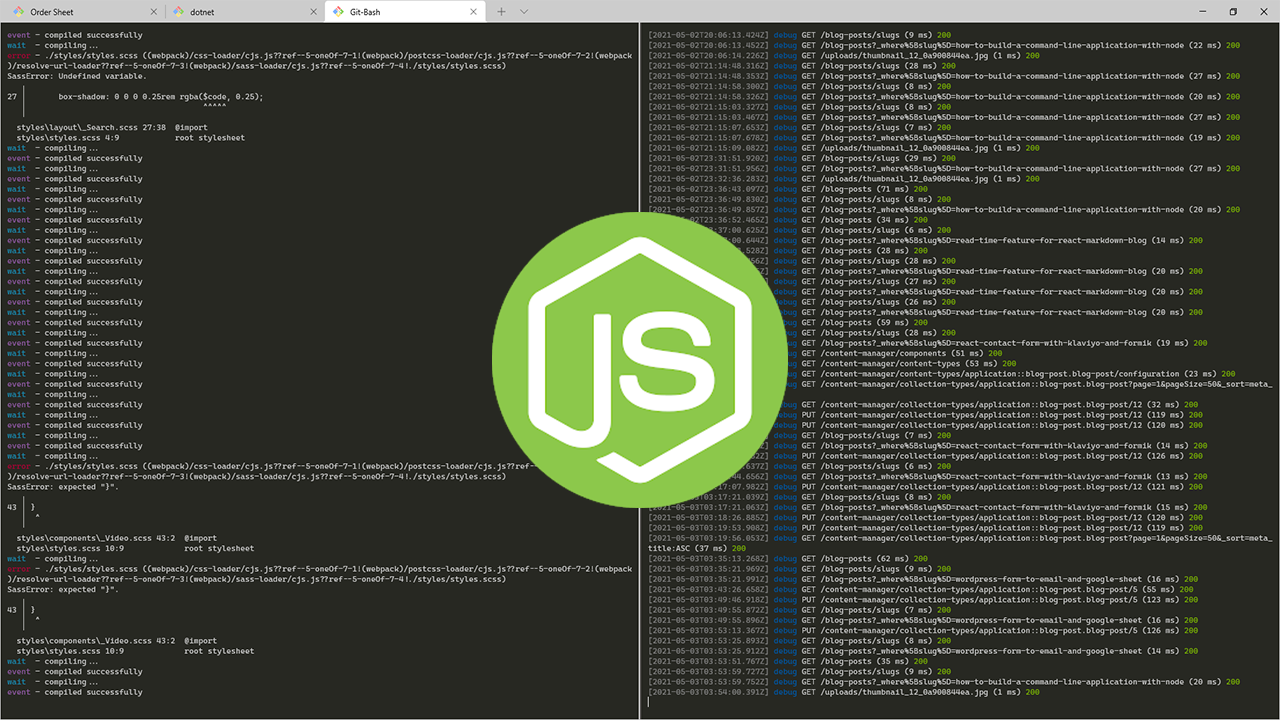 Order Sheet
dotnet
Git-Bash
event - compiled successfully
wait - compiling...
error - ./styles/styles.scss ((webpack)/css-loader/cjs.js??ref--5-oneOf-7-1!(webpack)/postcss-loader/cjs.js??ref--5-oneOf-7-2!(webpack
)/resolve-url-loader??ref--5-oneOf-7-3!(webpack)/sass-loader/cjs.js??ref--5-oneOf-7-4!./styles/styles.scss)
SassError: Undefined variable.
27 │ box-shadow: 0 0 0 0.25rem rgba($code, 0.25);
^^^^^
styles\layout\_Search.scss 27:38 @import
styles\styles.scss 4:9 root stylesheet
wait - compiling...
event - compiled successfully
wait - compiling...
event - compiled successfully
wait - compiling...
event - compiled successfully
wait - compiling...
event - compiled successfully
wait - compiling...
event - compiled successfully
wait - compiling...
event - compiled successfully
wait - compiling...
event - compiled successfully
wait - compiling...
event - compiled successfully
wait - compiling...
event - compiled successfully
wait - compiling...
event - compiled successfully
wait - compiling...
event - compiled successfully
wait - compiling...
event - compiled successfully
wait - compiling...
event - compiled successfully
wait - compiling...
event - compiled successfully
wait - compiling...
event - compiled successfully
wait - compiling...
error - ./styles/styles.scss ((webpack)/css-loader/cjs.js??ref--5-oneOf-7-1!(webpack)/postcss-loader/cjs.js??ref--5-
)/resolve-url-loader??ref--5-oneOf-7-3!(webpack)/sass-loader/cjs.js??ref--5-oneOf-7-4!./styles/styles.scss)
SassError: expected "}".
43 │ }
^
styles\components\_Video.scss 43:2 @import
styles\styles.scss 10:9 root stylesheet
wait - compiling...
error - ./styles/styles.scss ((webpack)/css-loader/cjs.js??ref--5-oneOf-7-1!(webpack)/postcss-loader/cjs.js??ref--5-oneOf-7-2!(webpack
)/resolve-url-loader??ref--5-oneOf-7-3!(webpack)/sass-loader/cjs.js??ref--5-oneOf-7-4!./styles/styles.scss)
SassError: expected "}".
43 │ }
^
styles\components\_Video.scss 43:2 @import
styles\styles.scss 10:9 root stylesheet
wait - compiling...
event - compiled successfully
wait - compiling...
event - compiled successfully
JS
[2021-05-02T20:06:13.424Z] debug GET /blog-posts/slugs (9 ms) 200
[2021-05-02T20:06:13.452Z] debug GET /blog-posts?_where%5Bslug%5D=how-to-build-a-command-line-application-with-node (22 ms) 200
[2021-05-02T20:06:14.226Z] debug GET /uploads/thumbnail_12_0a900844ea.jpg (1 ms) 200
[2021-05-02T21:14:48.316Z] debug GET /blog-posts/slugs (28 ms) 200
[2021-05-02T21:14:48.353Z] debug GET /blog-posts?_where%5Bslug%5D=how-to-build-a-command-line-application-with-node (27 ms) 200
[2021-05-02T21:14:58.300Z] debug GET /blog-posts/slugs (8 ms) 200
[2021-05-02T21:14:58.326Z] debug GET /blog-posts?_where%5Bslug%5D=how-to-build-a-command-line-application-with-node (20 ms) 200
[2021-05-02T21:15:03.327Z] debug GET /blog-posts/slugs (8 ms) 200
[2021-05-02T21:15:03.467Z] debug GET /blog-posts?_where%5Bslug%5D=how-to-build-a-command-line-application-with-node (27 ms) 200
[2021-05-02T21:15:07.653Z] debug GET /blog-posts/slugs (7 ms) 200
[2021-05-02T21:15:07.678Z] debug GET /blog-posts?_where%5Bslug%5D=how-to-build-a-command-line-application-with-node (19 ms) 200
[2021-05-02T21:15:09.082Z] debug GET /uploads/thumbnail_12_0a900844ea.jpg (1 ms) 200
[2021-05-02T23:31:51.920Z] debug GET /blog-posts/slugs (29 ms) 200
[2021-05-02T23:31:51.956Z] debug GET /blog-posts?_where%5Bslug%5D=how-to-build-a-command-line-application-with-node (27 ms) 200
[2021-05-02T23:32:36.283Z] debug GET /uploads/thumbnail_12_0a900844ea.jpg (1 ms) 200
[2021-05-02T23:36:43.097Z] debug GET /blog-posts (71 ms) 200
[2021-05-02T23:36:49.830Z] debug GET /blog-posts/slugs (8 ms) 200
[2021-05-02T23:36:49.857Z] debug GET /blog-posts?_where%5Bslug%5D=how-to-build-a-command-line-application-with-node (20 ms) 200
02T23:36:52.465Z] debug GET /blog-posts (34 ms) 200
:37:00.625Z] debug GET /blog-posts/slugs (6 ms) 200
00.644Z] debug GET /blog-posts?_where%5Bslug%5D=read-time-feature-for-react-markdown-blog (14 ms) 200
.528Z] debug GET /blog-posts (28 ms) 200
56Z] debug GET /blog-posts/slugs (28 ms) 200
Z] debug GET /blog-posts?_where%5Bslug%5D=read-time-feature-for-react-markdown-blog (20 ms) 200
debug GET /blog-posts/slugs (27 ms) 200
debug GET /blog-posts?_where%5Bslug%5D=read-time-feature-for-react-markdown-blog (20 ms) 200
GET /blog-posts/slugs (26 ms) 200
GET /blog-posts?_where%5Bslug%5D=read-time-feature-for-react-markdown-blog (20 ms) 200
GET /blog-posts (59 ms) 200
GET /blog-posts/slugs (28 ms) 200
GET /blog-posts?_where%5Bslug%5D=react-contact-form-with-klaviyo-and-formik (19 ms) 200
GET /content-manager/components (51 ms) 200
GET /content-manager/content-types (53 ms) 200
GET /content-manager/content-types/application::blog-post.blog-post/configuration (23 ms) 200
GET /content-manager/collection-types/application::blog-post.blog-post?page=1&pageSize=50&_sort=meta_
GET /content-manager/collection-types/application::blog-post.blog-post/12 (32 ms) 200
PUT /content-manager/collection-types/application::blog-post.blog-post/12 (119 ms) 200
debug PUT /content-manager/collection-types/application::blog-post.blog-post/12 (120 ms) 200
debug GET /blog-posts/slugs (7 ms) 200
debug GET /blog-posts?_where%5Bslug%5D=react-contact-form-with-klaviyo-and-formik (14 ms) 200
debug PUT /content-manager/collection-types/application::blog-post.blog-post/12 (126 ms) 200
.637Z] debug GET /blog-posts/slugs (6 ms) 200
44.656Z] debug GET /blog-posts?_where%5Bslug%5D=react-contact-form-with-klaviyo-and-formik (13 ms) 200
17:07.982Z] debug PUT /content-manager/collection-types/application::blog-post.blog-post/12 (121 ms) 200
03:17:21.039Z] debug GET /blog-posts/slugs (8 ms) 200
[2021-05-03T03:17:21.063Z] debug GET /blog-posts?_where%5Bslug%5D=react-contact-form-with-klaviyo-and-formik (15 ms) 200
[2021-05-03T03:18:26.885Z] debug PUT /content-manager/collection-types/application::blog-post.blog-post/12 (120 ms) 200
[2021-05-03T03:19:53.908Z] debug PUT /content-manager/collection-types/application::blog-post.blog-post/12 (119 ms) 200
[2021-05-03T03:19:56.053Z] debug GET /content-manager/collection-types/application::blog-post.blog-post?page=1&pageSize=50&_sort=meta_
title:ASC (37 ms) 200
[2021-05-03T03:35:13.268Z] debug GET /blog-posts (62 ms) 200
[2021-05-03T03:35:21.969Z] debug GET /blog-posts/slugs (9 ms) 200
[2021-05-03T03:35:21.991Z] debug GET /blog-posts?_where%5Bslug%5D=wordpress-form-to-email-and-google-sheet (16 ms) 200
[2021-05-03T03:43:26.658Z] debug GET /content-manager/collection-types/application::blog-post.blog-post/5 (55 ms) 200
[2021-05-03T03:49:46.918Z] debug PUT /content-manager/collection-types/application::blog-post.blog-post/5 (123 ms) 200
[2021-05-03T03:49:55.872Z] debug GET /blog-posts/slugs (7 ms) 200
[2021-05-03T03:49:55.896Z] debug GET /blog-posts?_where%5Bslug%5D=wordpress-form-to-email-and-google-sheet (16 ms) 200
[2021-05-03T03:53:13.367Z] debug PUT /content-manager/collection-types/application::blog-post.blog-post/5 (126 ms) 200
[2021-05-03T03:53:25.893Z] debug GET /blog-posts/slugs (8 ms) 200
[2021-05-03T03:53:25.912Z] debug GET /blog-posts?_where%5Bslug%5D=wordpress-form-to-email-and-google-sheet (14 ms) 200
[2021-05-03T03:53:51.767Z] debug GET /blog-posts (35 ms) 200
[2021-05-03T03:53:59.727Z] debug GET /blog-posts/slugs (9 ms) 200
[2021-05-03T03:53:59.752Z] debug GET /blog-posts?_where%5Bslug%5D=how-to-build-a-command-line-application-with-node (20 ms) 200
[2021-05-03T03:54:00.391Z] debug GET /uploads/thumbnail_12_0a900844ea.jpg (1 ms) 200